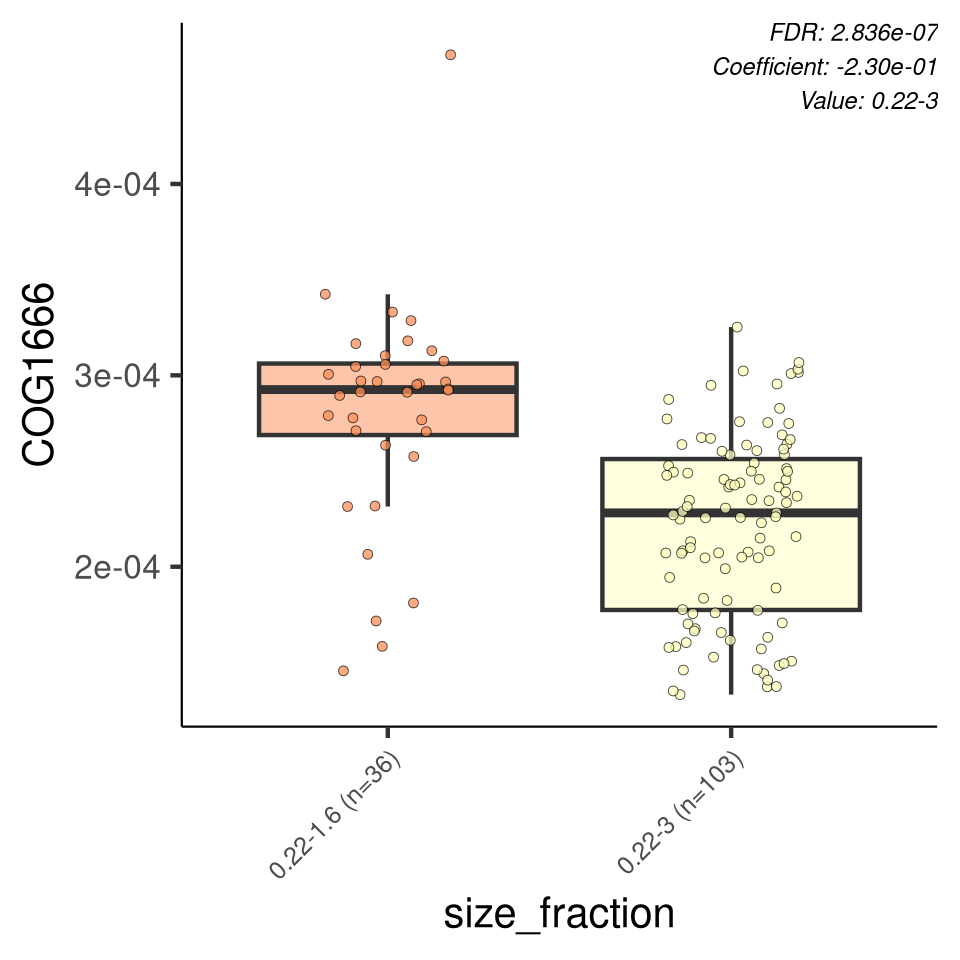 FDR: 2.836e-07
Coefficient: -2.30e-01
Value: 0.22-3
4e-04
3e-04
2e-04
COG1666
0.22-1.6 (n=36)
0.22-3 (n=103)
size_fraction